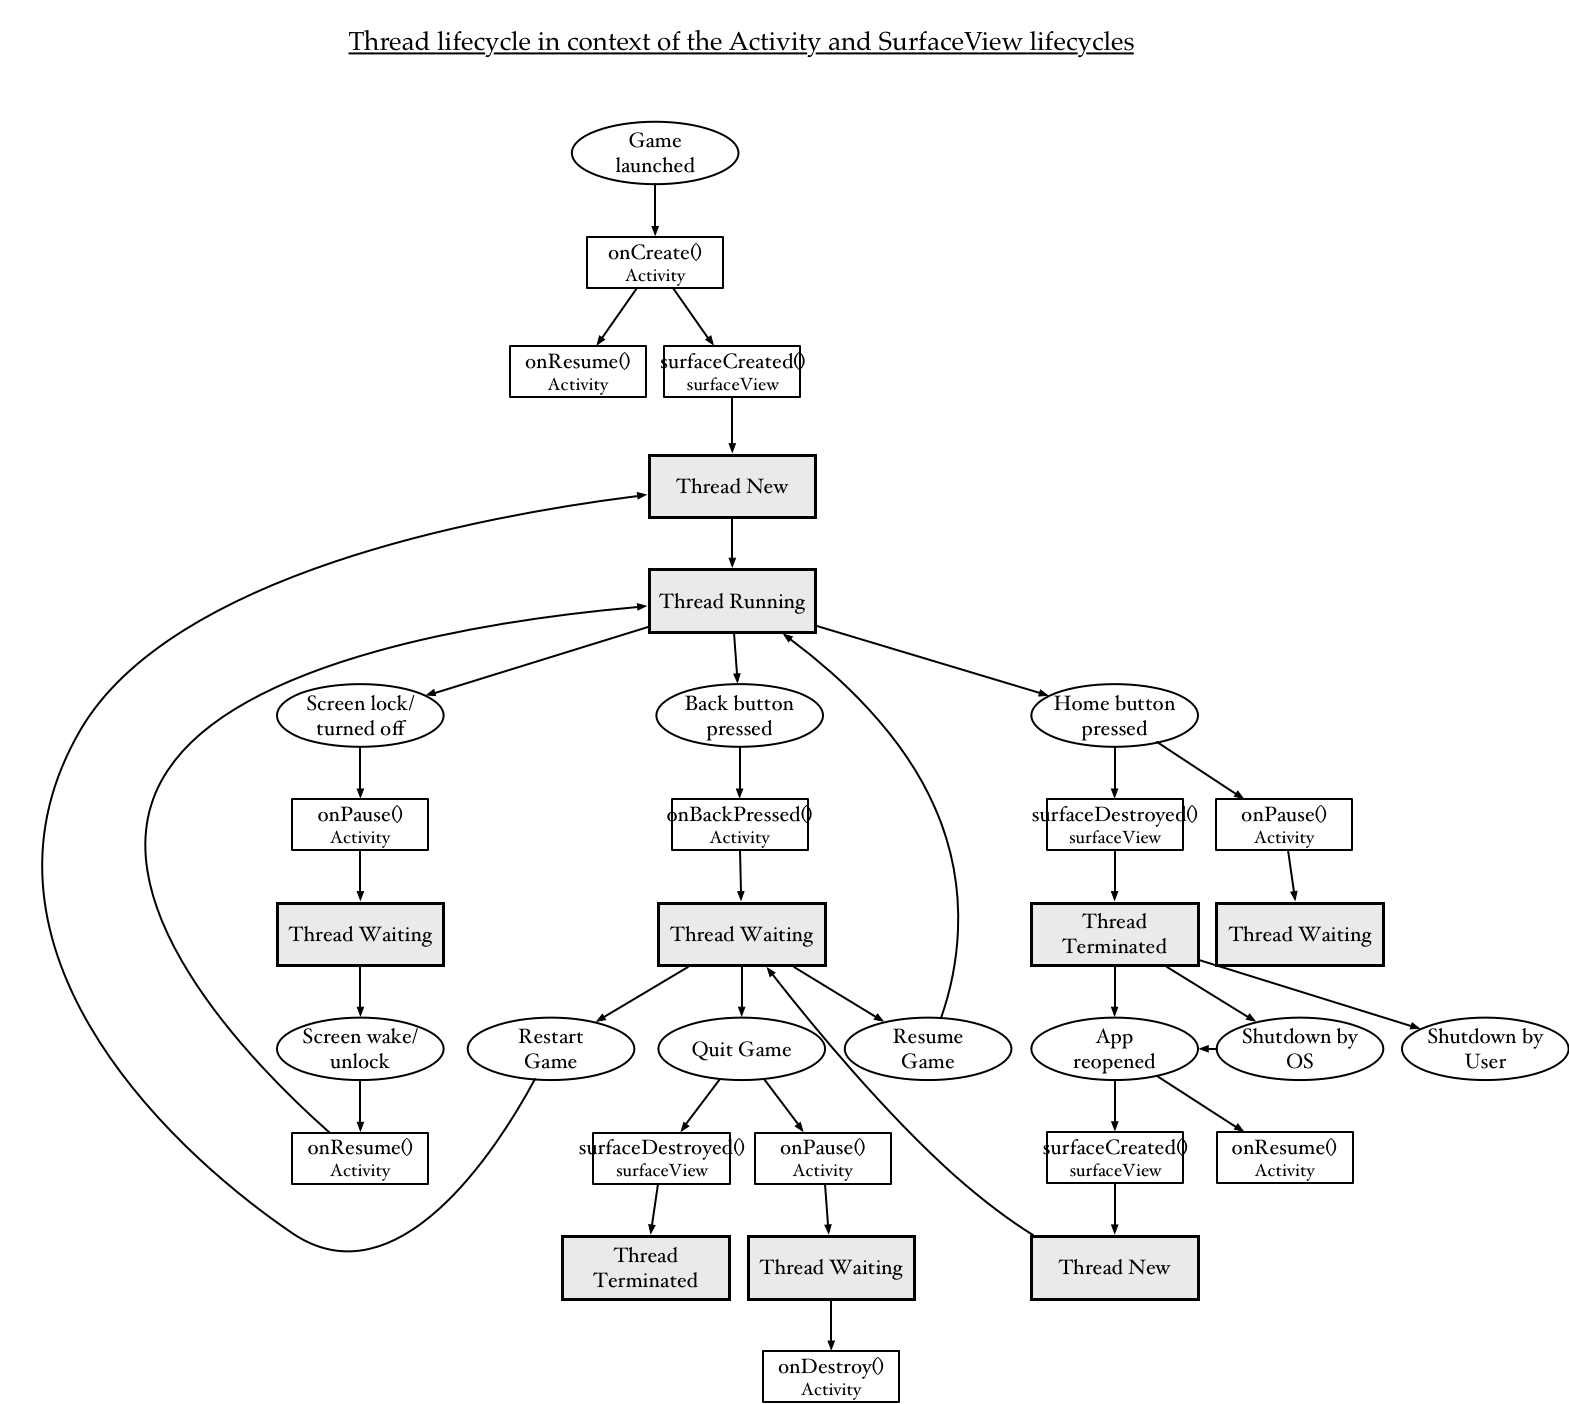 Thread lifecycle in context of the Activity and SurfaceView lifecycles
Game
launched
onCreate()
Activity
onResume()
Activity
surfaceCreated()
surfaceView
Thread New
Thread Running
Screen lock/
turned off
Back button
pressed
Home button
pressed
onPause()
Activity
onBackPressed()
Activity
surfaceDestroyed()
surfaceView
onPause()
Activity
Thread Waiting
Thread Waiting
Thread
Terminated
Thread Waiting
Screen wake/
unlock
Restart
Game
Quit Game
Resume
Game
App
reopened
Shutdown by
OS
Shutdown by
User
onResume()
Activity
surfaceDestroyed()
surfaceView
onPause()
Activity
surfaceCreated()
surfaceView
onResume()
Activity
Thread
Terminated
Thread Waiting
Thread New
onDestroy()
Activity